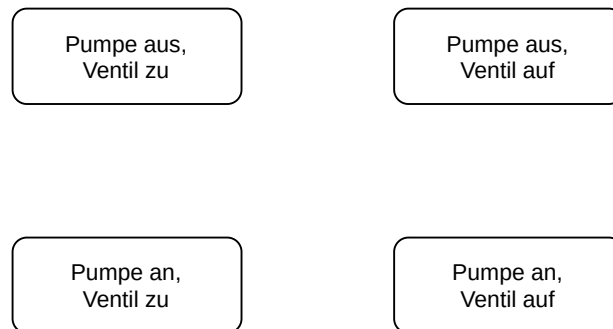 Pumpe aus,
Ventil zu
Pumpe aus,
Ventil auf
Pumpe an,
Ventil zu
Pumpe an,
Ventil auf